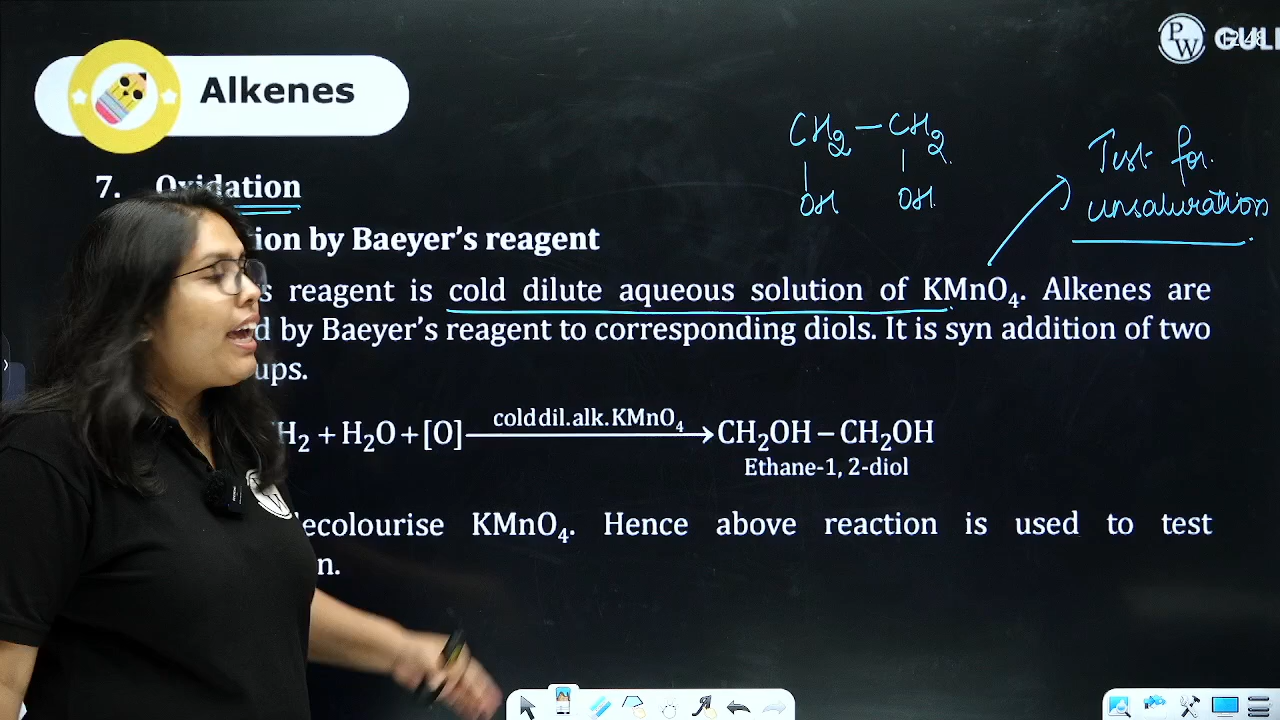 Alkenes
PW
CH₂ – CH₂
OH OH
Test for
unsaturation
7. Oxidation
ion by Baeyer's reagent
s reagent is cold dilute aqueous solution of KMnO₄. Alkenes are
d by Baeyer's reagent to corresponding diols. It is syn addition of two
ups.
H₂ + H₂O + [O] cold dil. alk. KMnO₄ → CH₂OH – CH₂OH
Ethane-1, 2-diol
decolourise KMnO₄. Hence above reaction is used to test
n.